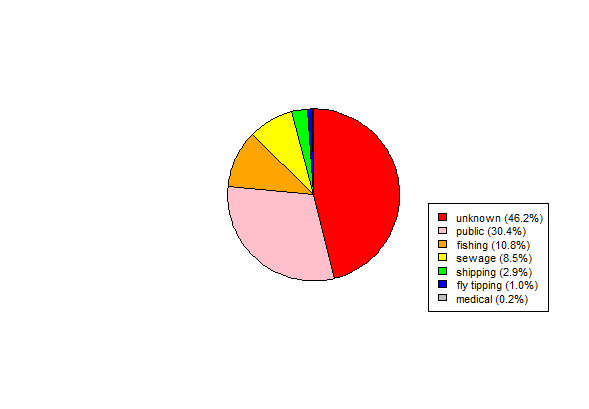 unknown (46.2%)
public (30.4%)
fishing (10.8%)
sewage (8.5%)
shipping (2.9%)
fly tipping (1.0%)
medical (0.2%)